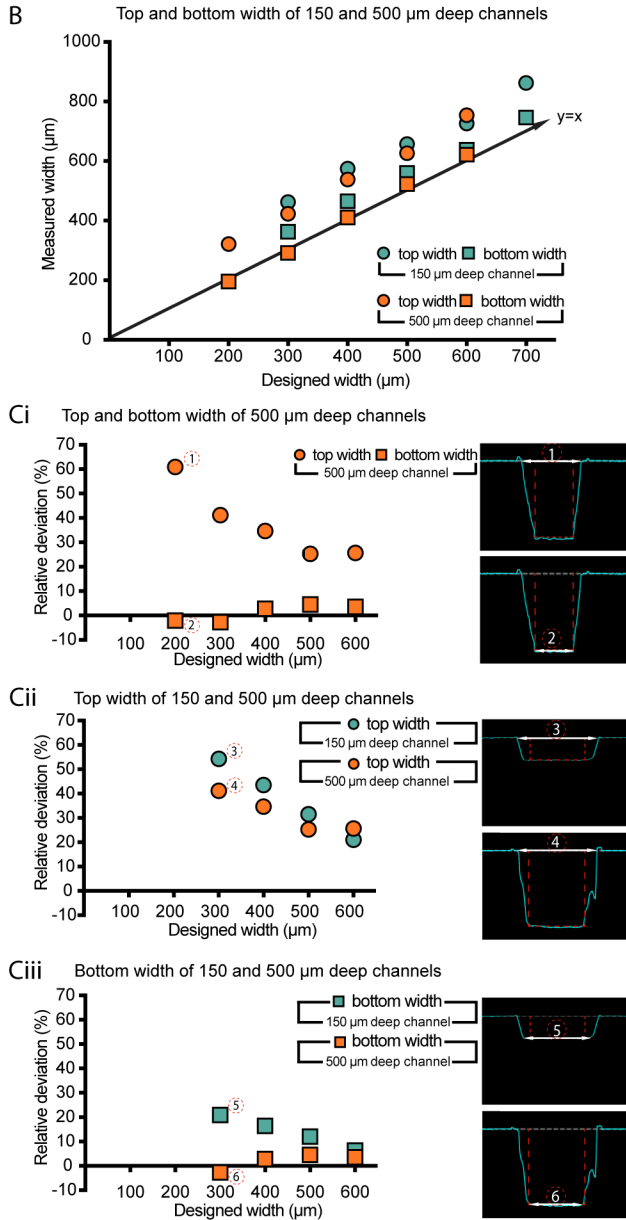 B
Top and bottom width of 150 and 500 µm deep channels
Measured width (µm)
1000
800
600
400
200
0
y=x
top width bottom width
150 µm deep channel
top width bottom width
500 µm deep channel
100 200 300 400 500 600 700
Designed width (µm)
Ci Top and bottom width of 500 µm deep channels
Relative deviation (%)
70
60
50
40
30
20
10
0
-10
1
2
top width bottom width
500 µm deep channel
100 200 300 400 500 600
Designed width (µm)
1
2
Cii Top width of 150 and 500 µm deep channels
Relative deviation (%)
70
60
50
40
30
20
10
0
-10
3
4
top width
150 µm deep channel
top width
500 µm deep channel
100 200 300 400 500 600
Designed width (µm)
3
4
Ciii Bottom width of 150 and 500 µm deep channels
Relative deviation (%)
70
60
50
40
30
20
10
0
-10
5
6
bottom width
150 µm deep channel
bottom width
500 µm deep channel
100 200 300 400 500 600
Designed width (µm)
5
6